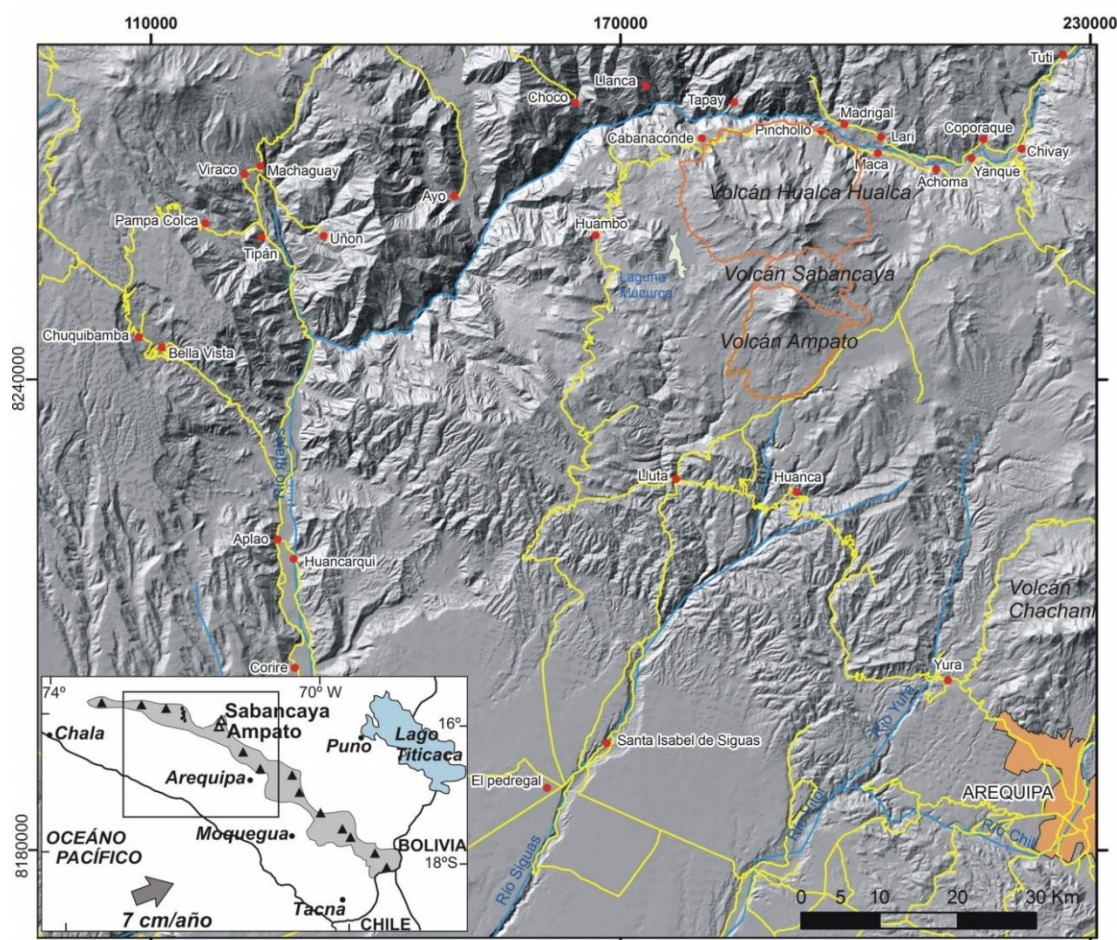 110000
170000
230000
Tuti
Llanca
Choco
Tapay
Madrigal
Lari
Coporaque
Cabanaconde
Pinchollo
Chivay
Maca
Yanque
Achoma
Viraco
Machaguay
Volcán Hualca Hualca
Ayo
Pampa Colca
Huambo
Uñon
Tipán
Volcán Sabancaya
Laguna
Mucurca
Chuquibamba
Bella Vista
Volcán Ampato
8240000
Lluta
Huanca
Aplao
Huancarqui
Volcán
Chachani
Corire
Yura
Río Yura
Santa Isabel de Siguas
El pedregal
AREQUIPA
Río Chili
Río Siguas
8180000
0
10
20
30 Km
74°
70°W
Sabancaya
Ampato
16°
Chala
Puno
Lago
Titicaca
Arequipa
Moquegua
OCEÁNO
PACÍFICO
BOLIVIA
18°S
7 cm/año
Tacna
CHILE